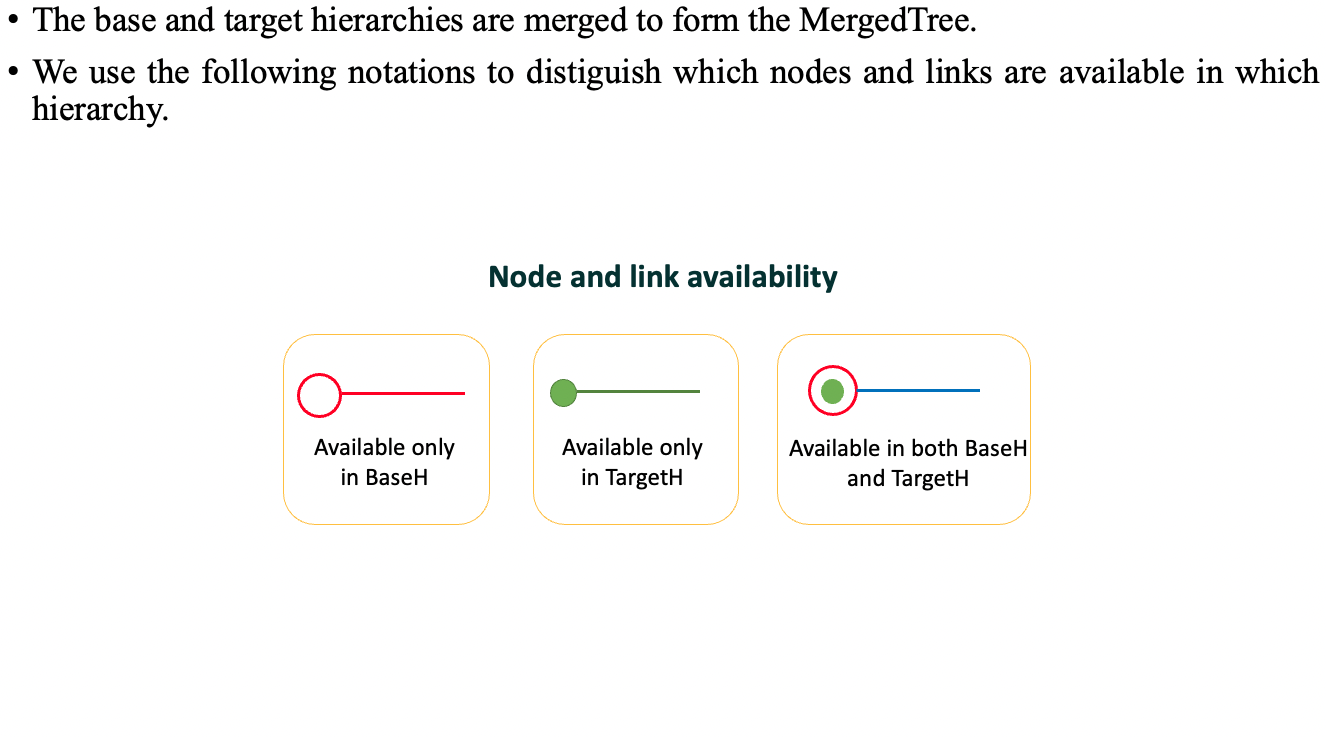 • The base and target hierarchies are merged to form the MergedTree.
• We use the following notations to distiguish which nodes and links are available in which
hierarchy.
Node and link availability
Available only
in BaseH
Available only
in TargetH
Available in both BaseH
and TargetH